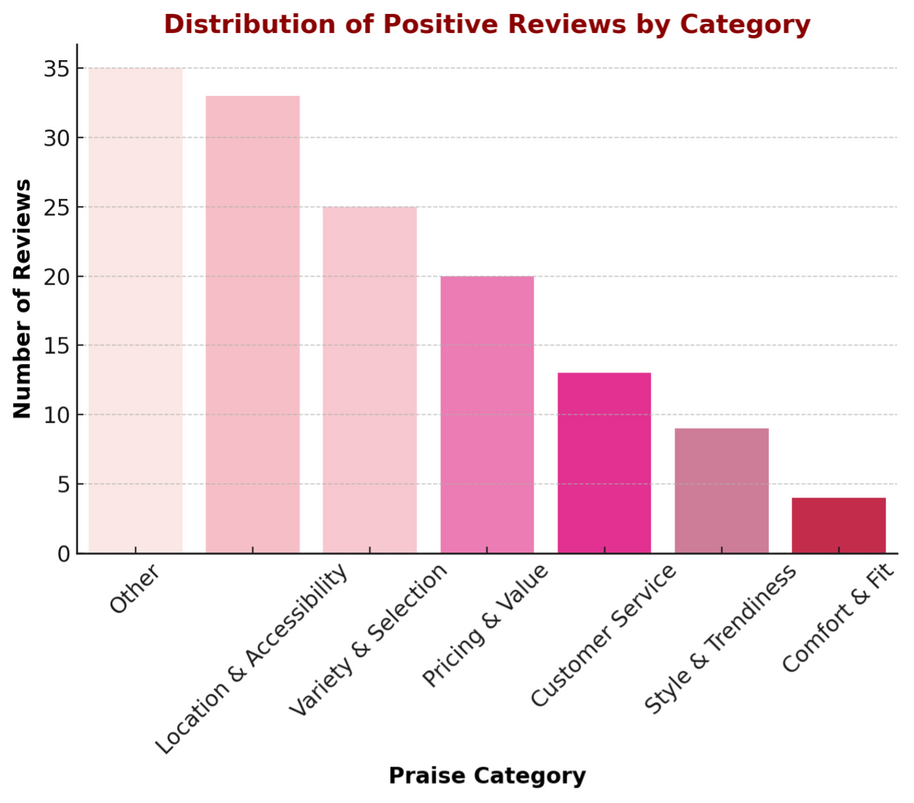 Distribution of Positive Reviews by Category
Number of Reviews
35
30
25
20
15
10
5
0
Other
Location & Accessibility
Variety & Selection
Pricing & Value
Customer Service
Style & Trendiness
Comfort & Fit
Praise Category